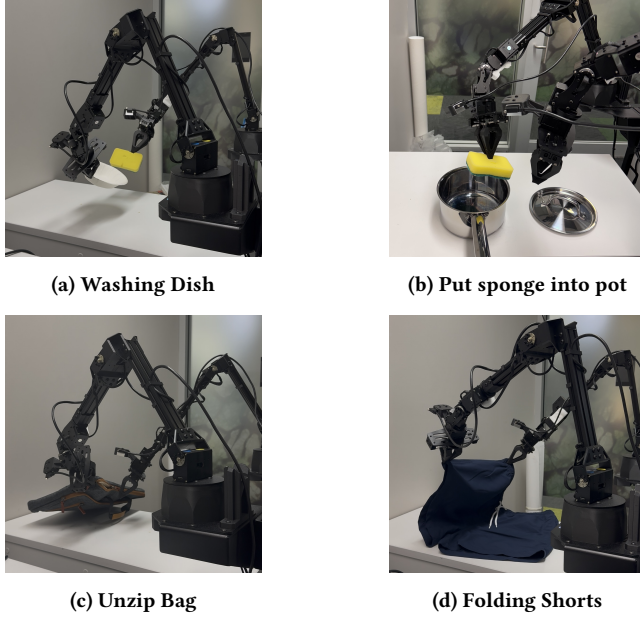 (a) Washing Dish
(b) Put sponge into pot
(c) Unzip Bag
(d) Folding Shorts